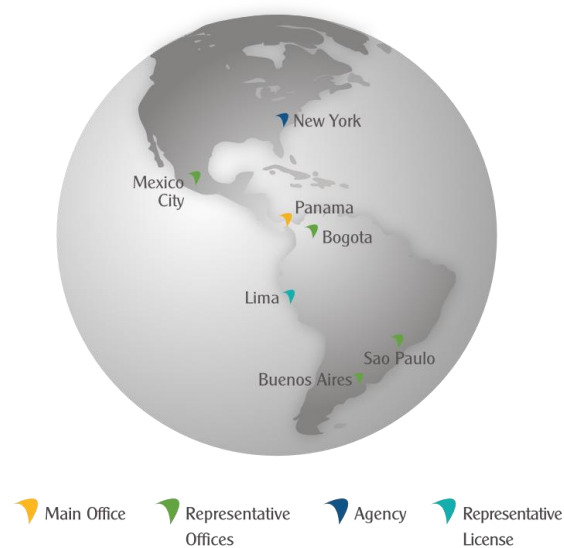 New York
Mexico
City
Panama
Bogota
Lima
Sao Paulo
Buenos Aires
Main Office
Representative
Offices
Agency
Representative
License